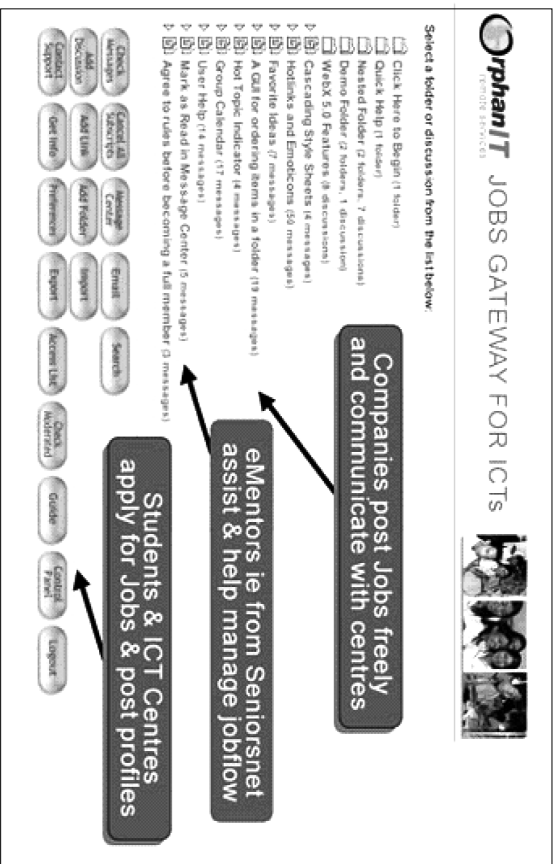 OrphanIT JOBS GATEWAY FOR ICTs
remote services
Select a folder or discussion from the list below:
Click Here to Begin (1 folder)
Quick Help (1 folder)
Nested Folder (2 folders, 7 discussions)
Demo Folder (2 folders, 1 discussion)
WebX 5.0 Features (8 discussions)
Cascading Style Sheets (4 messages)
Hotlinks and Emoticons (50 messages)
Favorite Ideas (7 messages)
A GUI for ordering items in a folder (19 messages)
Hot Topic Indicator (4 messages)
Group Calendar (17 messages)
User Help (14 messages)
Mark as Read in Message Center (5 messages)
Agree to rules before becoming a full member (3 messages)
Companies post Jobs freely
and communicate with centres
eMentors ie from Seniorsnet
assist & help manage jobflow
Students & ICT Centres
apply for Jobs & post profiles
Check Messages
Cancel All Subscripts
Message Center
Email
Search
Add Discussion
Add Link
Add Folder
Import
Contact Support
Get Info
Preferences
Export
Access List
Check Moderated
Guide
Control Panel
Logout